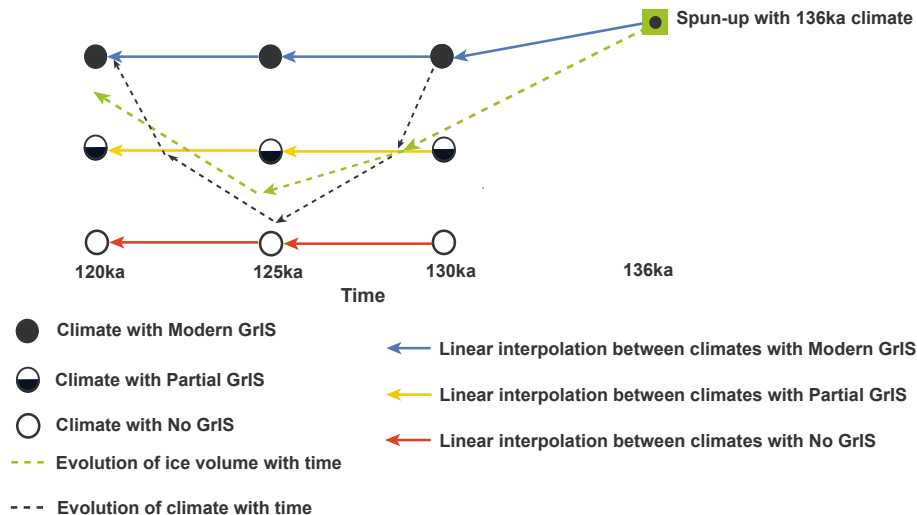 Spun-up with 136ka climate
120ka
125ka
130ka
136ka
Time
Climate with Modern GrIS
Climate with Partial GrIS
Climate with No GrIS
Evolution of ice volume with time
Evolution of climate with time
Linear interpolation between climates with Modern GrIS
Linear interpolation between climates with Partial GrIS
Linear interpolation between climates with No GrIS